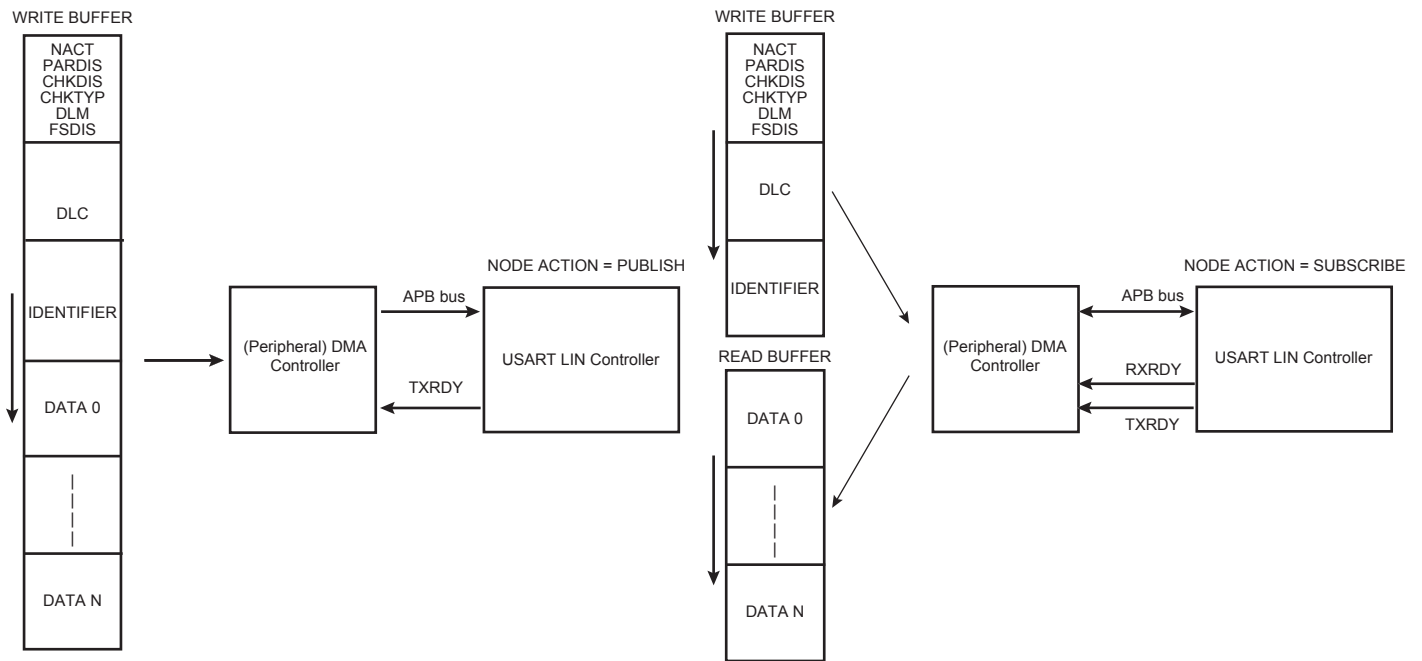 WRITE BUFFER
NACT
PARDIS
CHKDIS
CHKTYP
DLM
FSDIS
DLC
IDENTIFIER
DATA 0
DATA N
(Peripheral) DMA
Controller
APB bus
TXRDY
NODE ACTION = PUBLISH
USART LIN Controller
WRITE BUFFER
NACT
PARDIS
CHKDIS
CHKTYP
DLM
FSDIS
DLC
IDENTIFIER
READ BUFFER
DATA 0
DATA N
(Peripheral) DMA
Controller
APB bus
RXRDY
TXRDY
NODE ACTION = SUBSCRIBE
USART LIN Controller